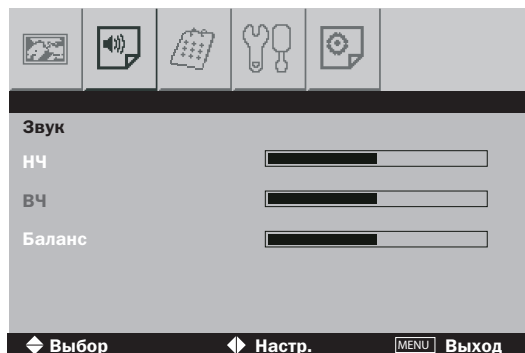 Звук
НЧ
ВЧ
Баланс
Выбор Настр. MENU Выход